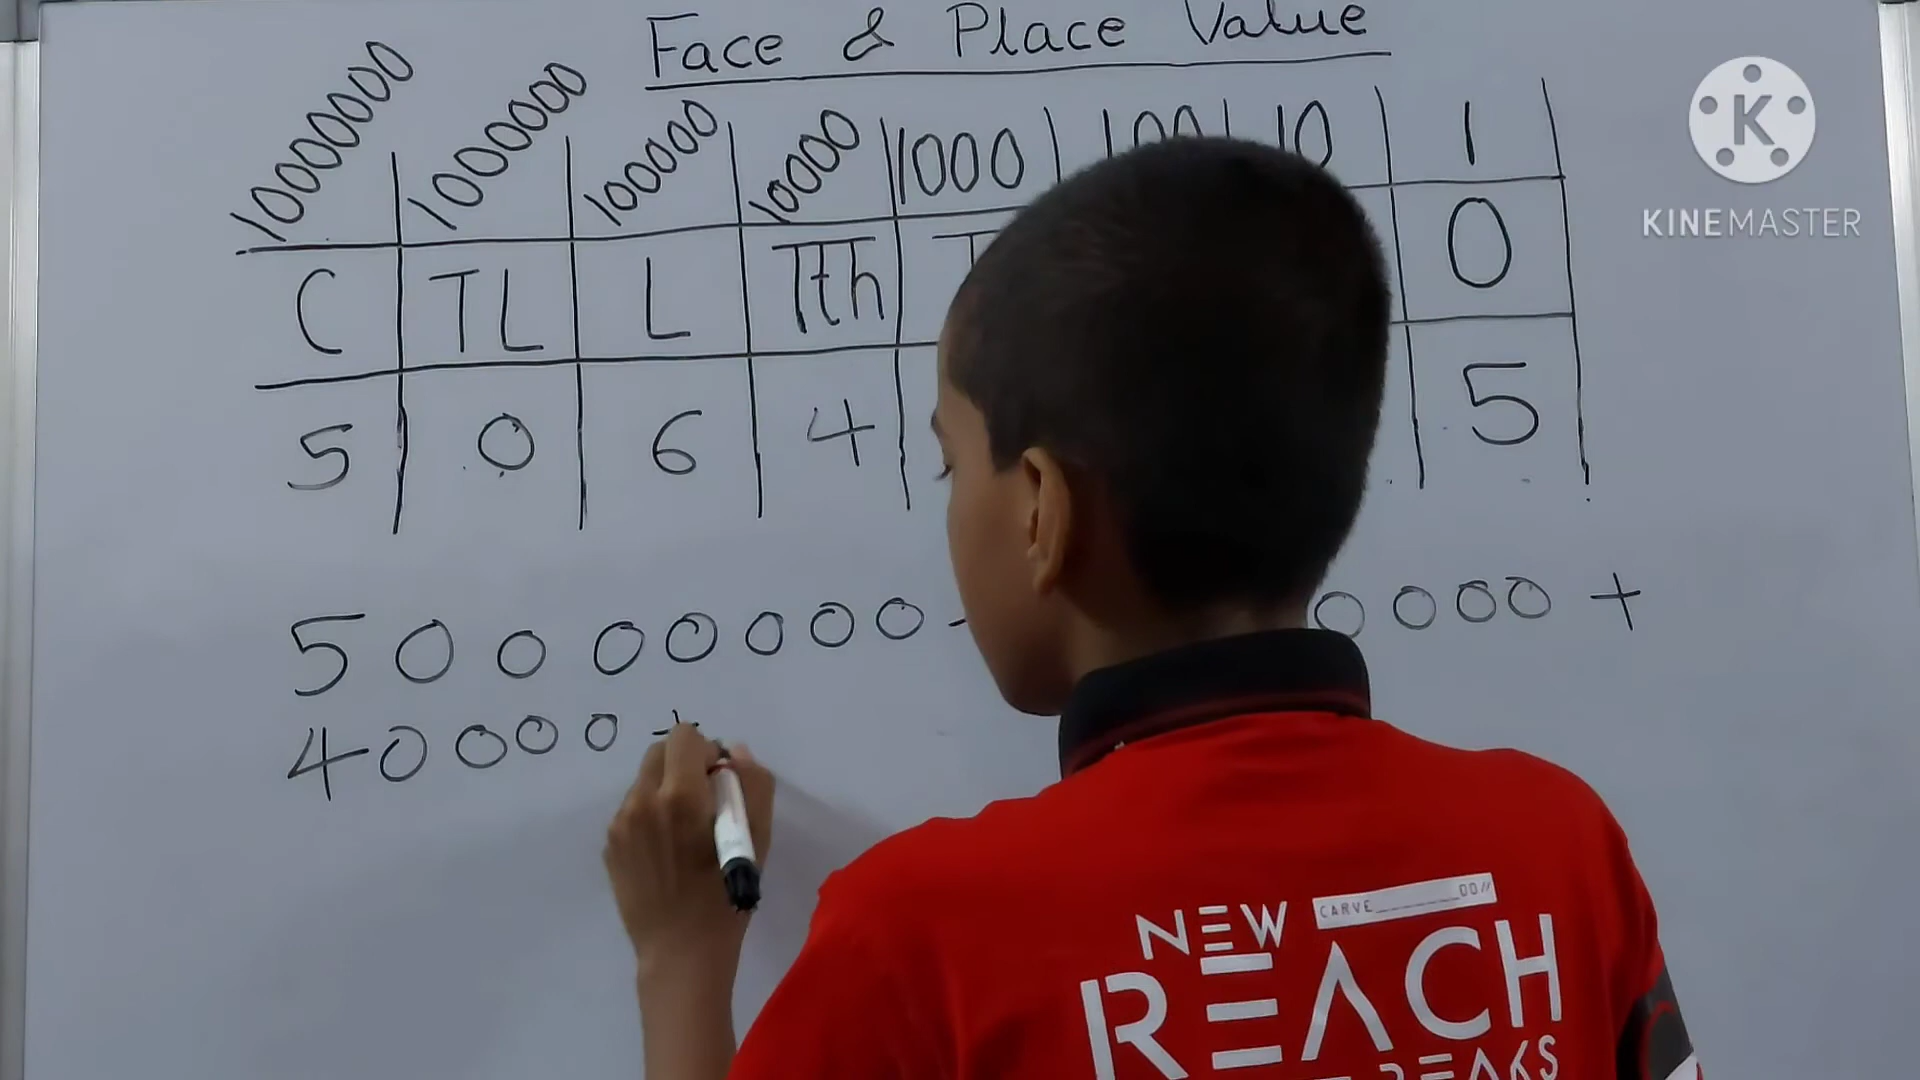 Face & Place Value
10000000 1000000 100000 10000 1000 100 10 1
C TL L Tth T O
5 0 6 4 5
50000000 0000 +
40000 +
KINEMASTER
NEW
CARVE_________00//
REACH